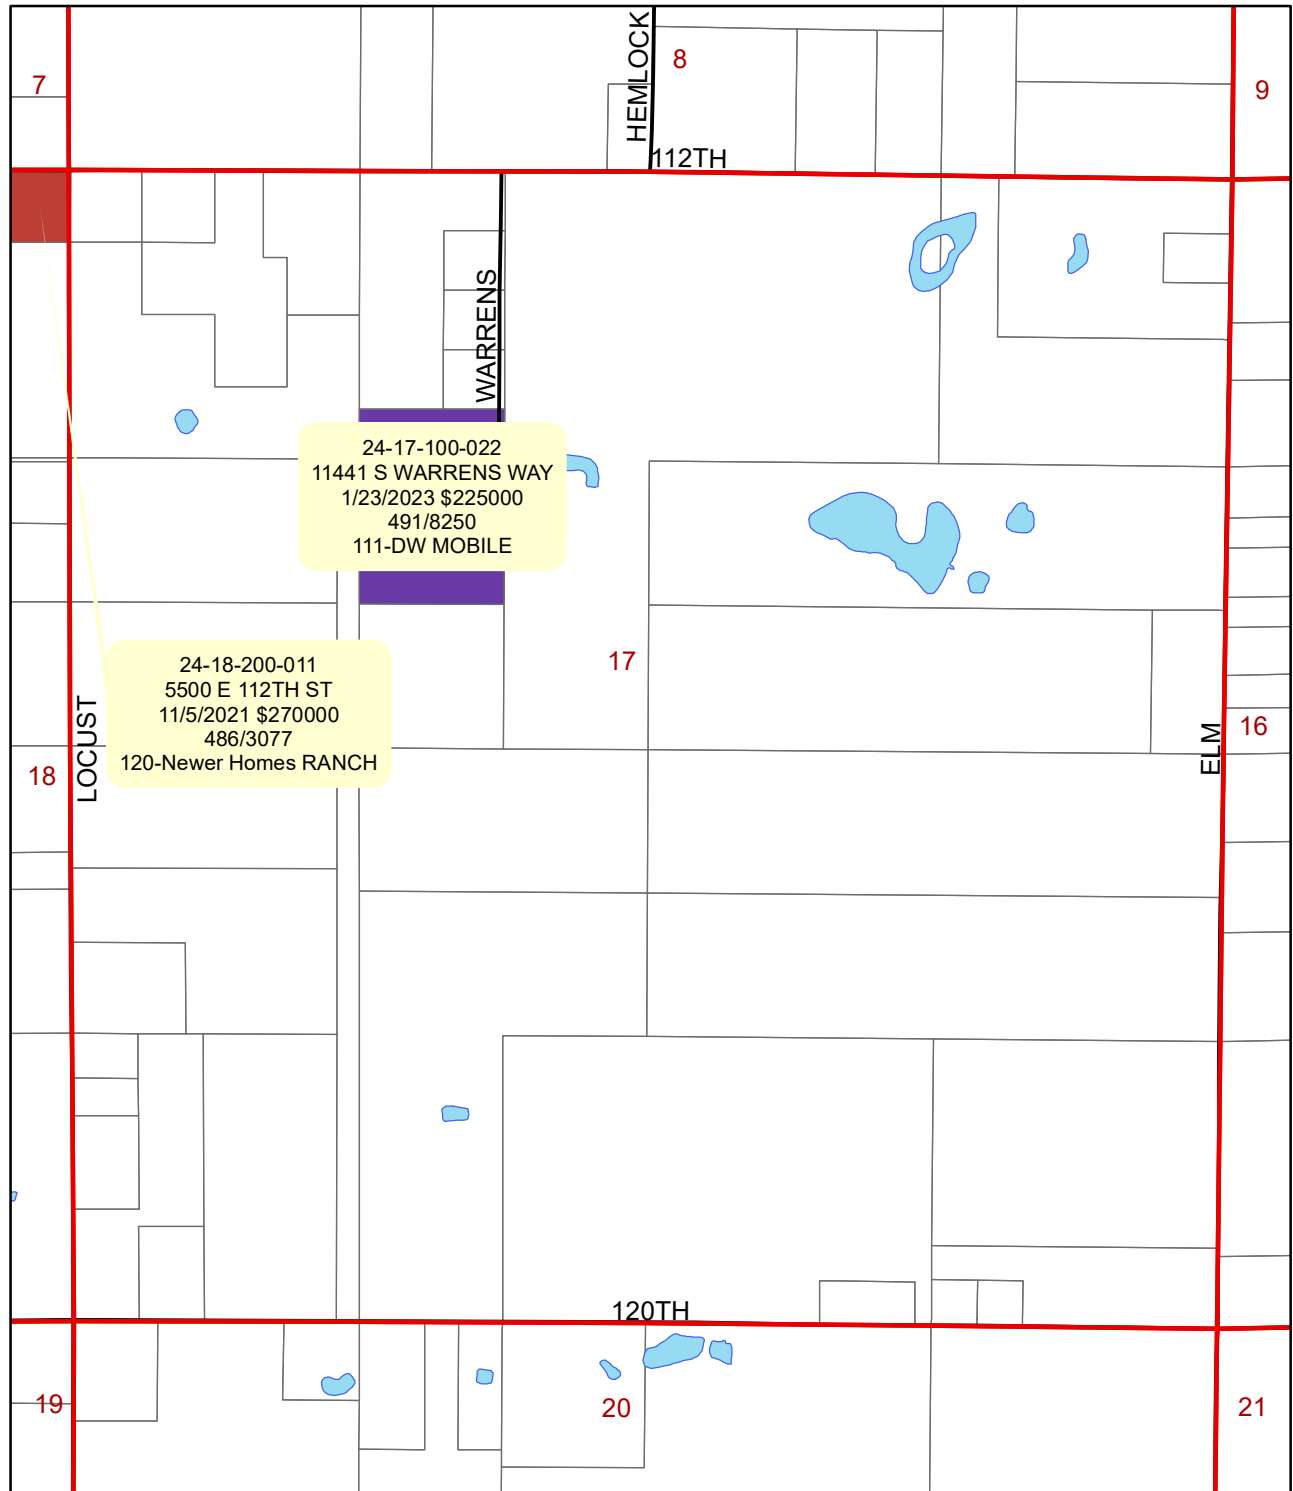 HEMLOCK
8
7
9
112TH
WARRENS
24-17-100-022
11441 S WARRENS WAY
1/23/2023 $225000
491/8250
111-DW MOBILE
17
24-18-200-011
5500 E 112TH ST
11/5/2021 $270000
486/3077
120-Newer Homes RANCH
LOCUST
18
ELM
16
120TH
19
20
21